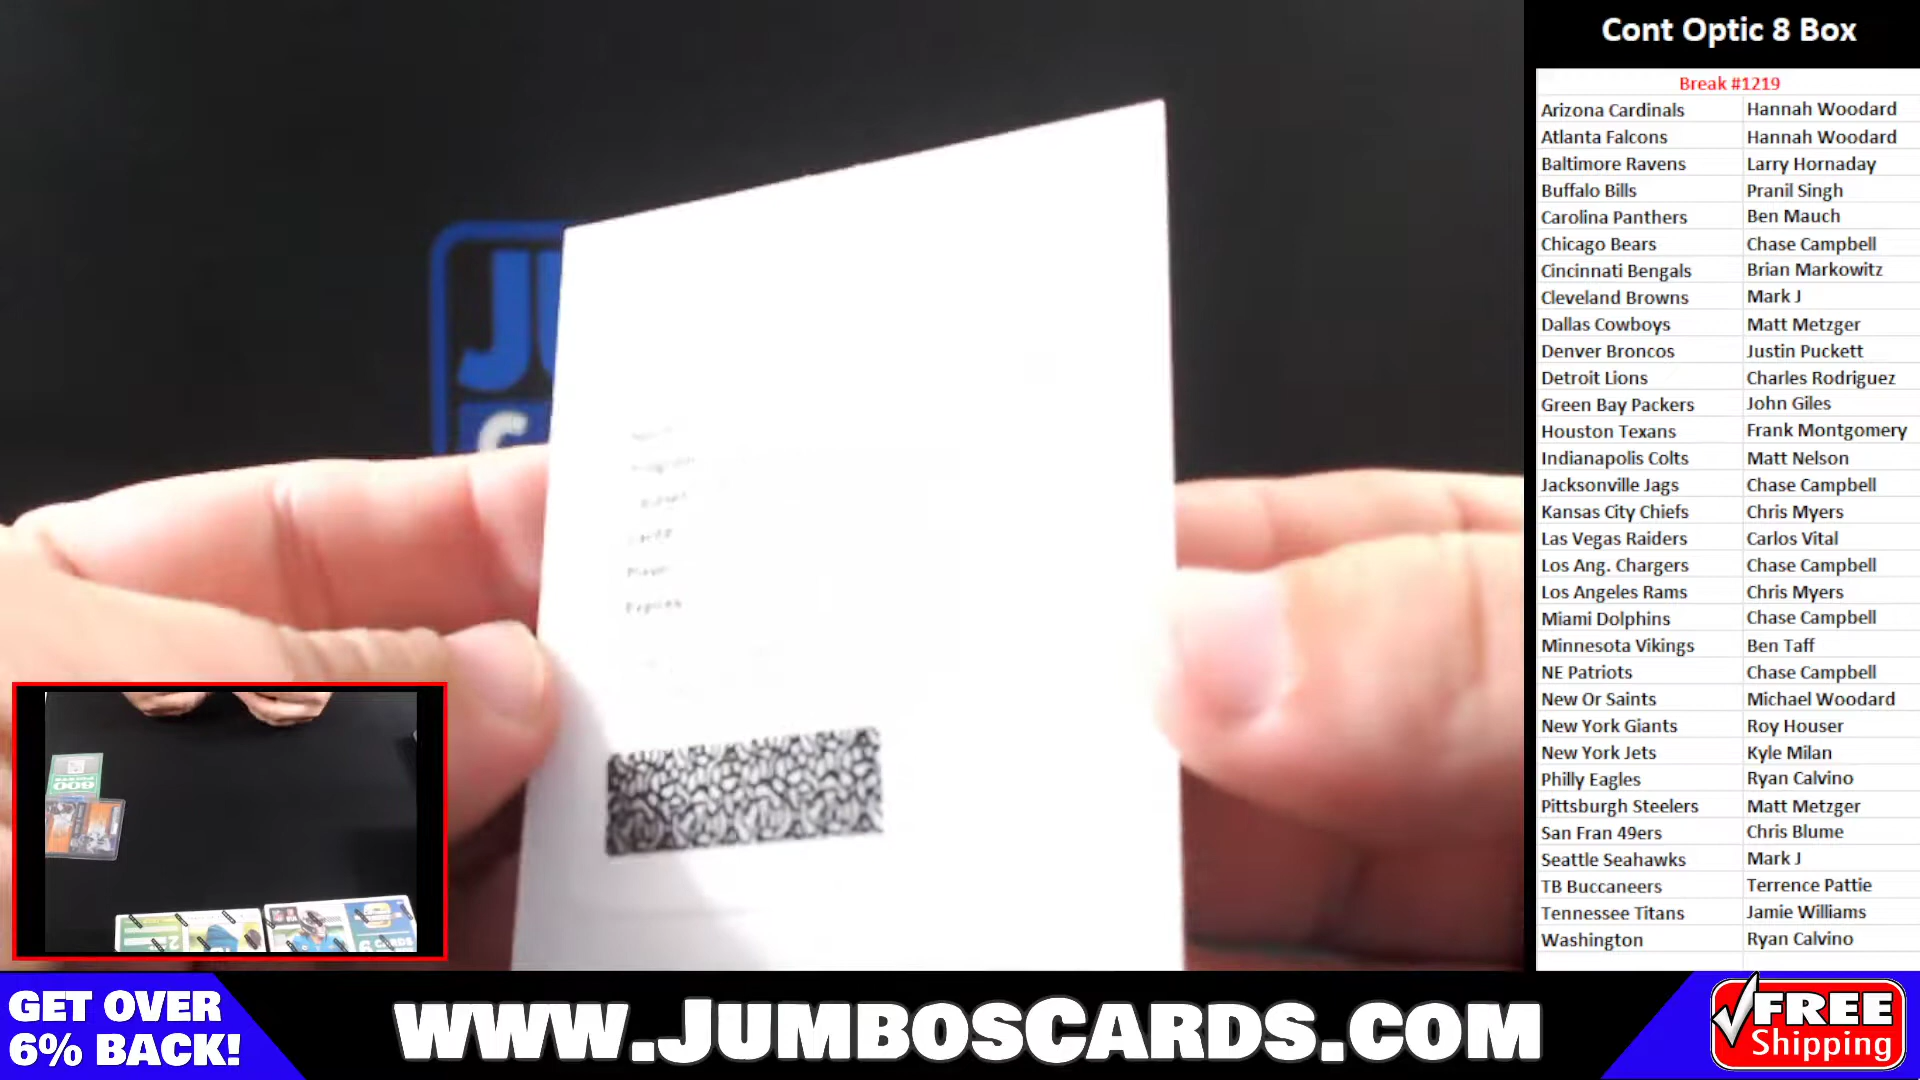 Cont Optic 8 Box
Break #1219
Arizona Cardinals Hannah Woodard
Atlanta Falcons Hannah Woodard
Baltimore Ravens Larry Hornaday
Buffalo Bills Pranil Singh
Carolina Panthers Ben Mauch
Chicago Bears Chase Campbell
Cincinnati Bengals Brian Markowitz
Cleveland Browns Mark J
Dallas Cowboys Matt Metzger
Denver Broncos Justin Puckett
Detroit Lions Charles Rodriguez
Green Bay Packers John Giles
Houston Texans Frank Montgomery
Indianapolis Colts Matt Nelson
Jacksonville Jags Chase Campbell
Kansas City Chiefs Chris Myers
Las Vegas Raiders Carlos Vital
Los Ang. Chargers Chase Campbell
Los Angeles Rams Chris Myers
Miami Dolphins Chase Campbell
Minnesota Vikings Ben Taff
NE Patriots Chase Campbell
New Or Saints Michael Woodard
New York Giants Roy Houser
New York Jets Kyle Milan
Philly Eagles Ryan Calvino
Pittsburgh Steelers Matt Metzger
San Fran 49ers Chris Blume
Seattle Seahawks Mark J
TB Buccaneers Terrence Pattie
Tennessee Titans Jamie Williams
Washington Ryan Calvino
Player
Expires
6 CARDS
GET OVER
6% BACK!
WWW.JUMBOSCARDS.COM
FREE
Shipping